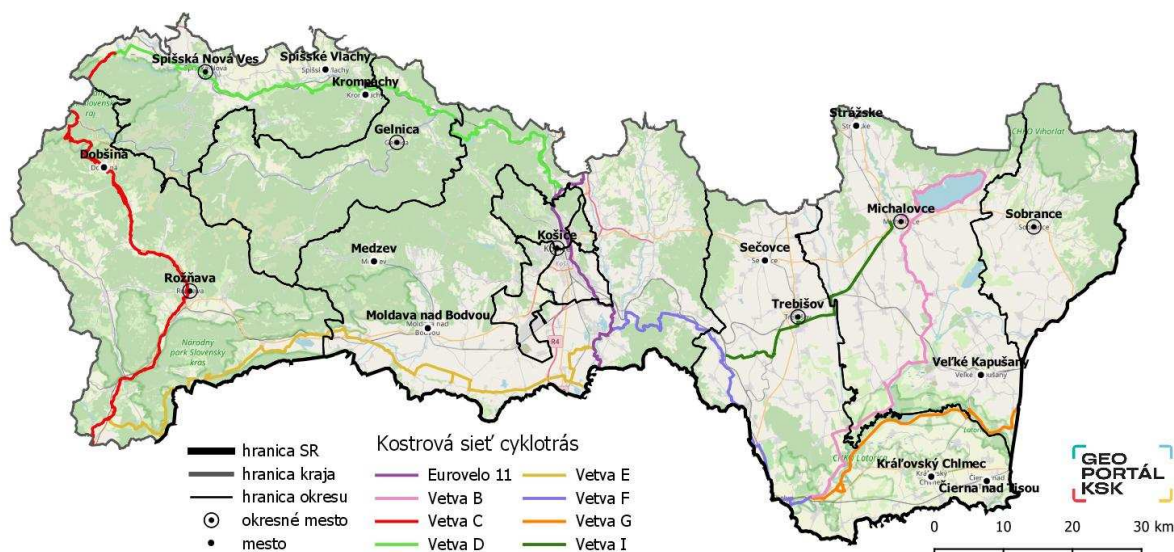 Spišská Nová Ves
Spišské Vlachy
Krompachy
Gelnica
Dobšiná
Rožňava
Medzev
Moldava nad Bodvou
Košice
Strážske
Michalovce
Sobrance
Sečovce
Trebišov
Veľké Kapušany
Kráľovský Chlmec
Čierna nad Tisou
CHKO Vihorlat
Národný
park Slovenský
kras
R4
hranica SR
hranica kraja
hranica okresu
okresné mesto
mesto
Kostrová sieť cyklotrás
Eurovelo 11
Vetva B
Vetva C
Vetva D
Vetva E
Vetva F
Vetva G
Vetva I
GEO
PORTÁL
KSK
0 10 20 30 km